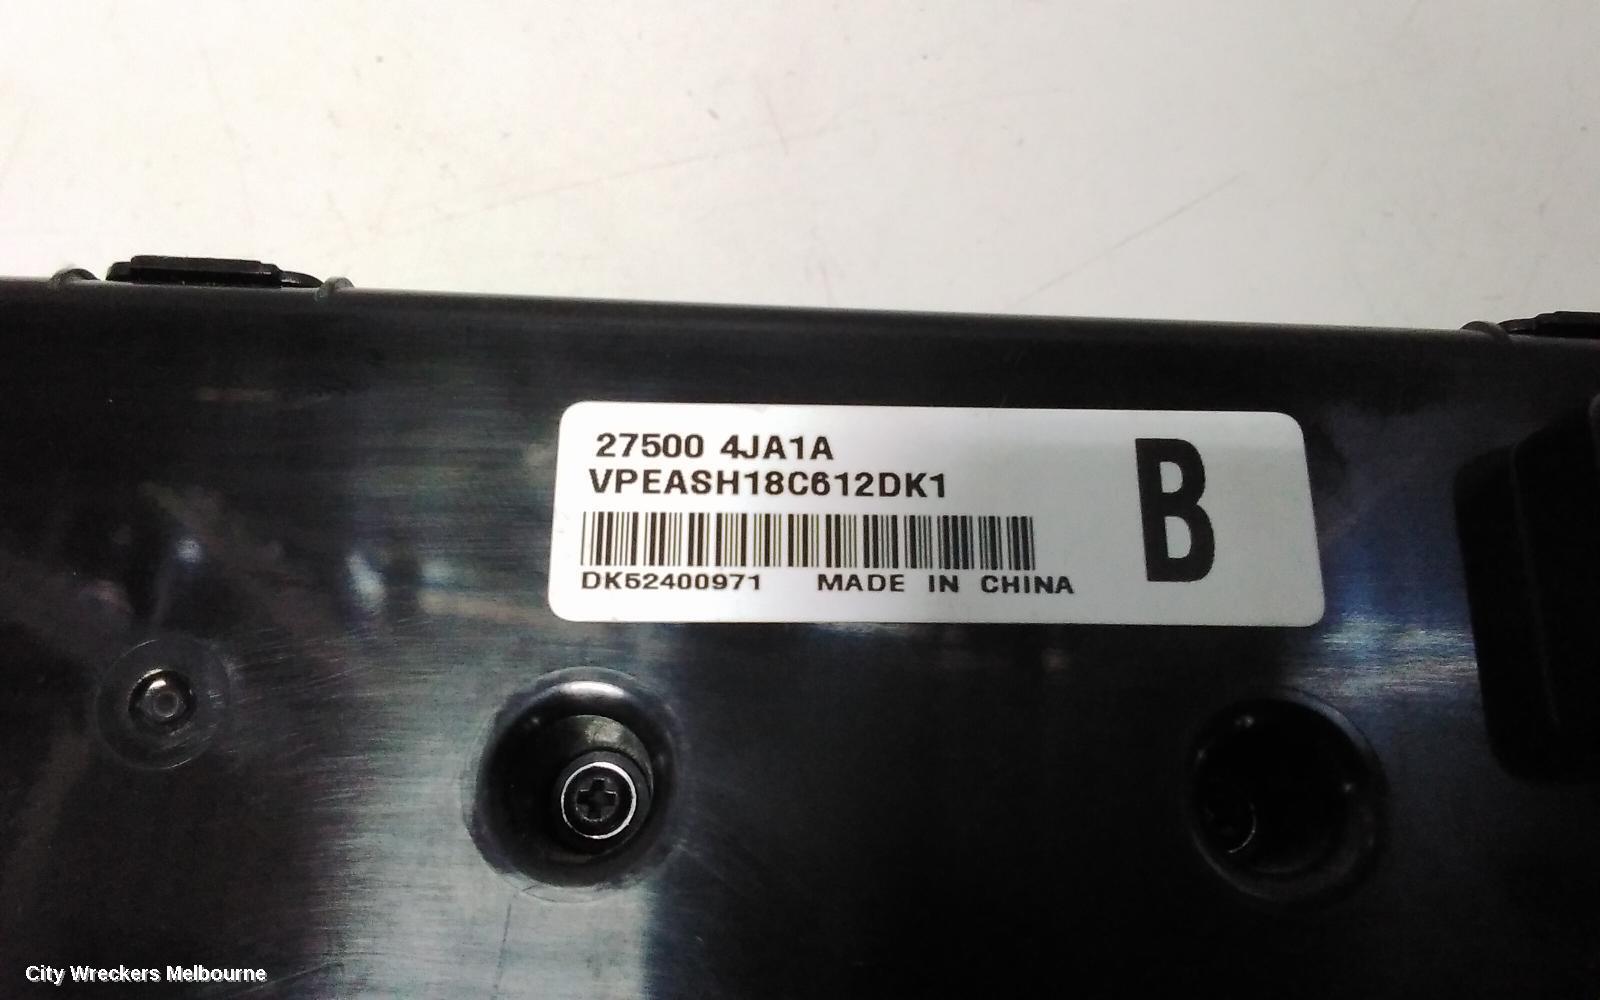 27500 4JA1A
VPEASH18C612DK1
B
DK52400971 MADE IN CHINA
City Wreckers Melbourne